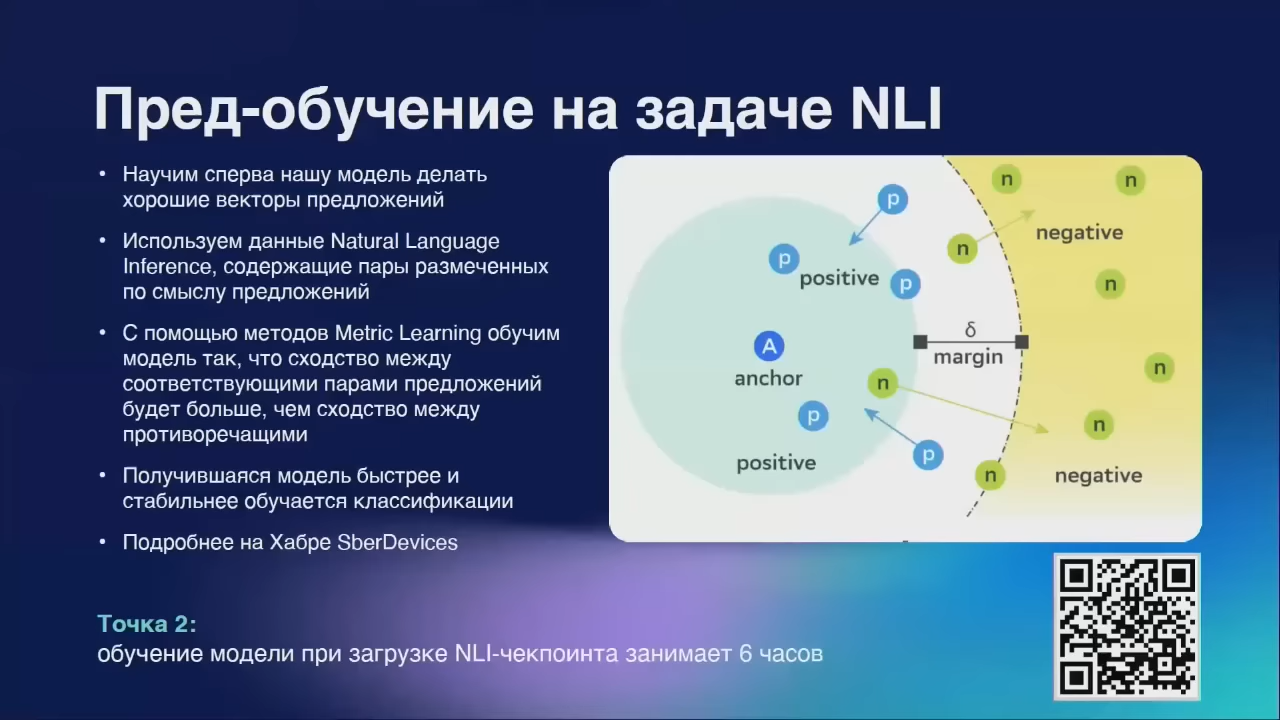 Пред-обучение на задаче NLI
• Научим сперва нашу модель делать
хорошие векторы предложений
• Используем данные Natural Language
Inference, содержащие пары размеченных
по смыслу предложений
• С помощью методов Metric Learning обучим
модель так, что сходство между
соответствующими парами предложений
будет больше, чем сходство между
противоречащими
• Получившаяся модель быстрее и
стабильнее обучается классификации
• Подробнее на Хабре SberDevices
n
n
p
negative
n
p
positive
p
n
δ
margin
A
anchor
n
n
p
n
p
positive
n
negative
Точка 2:
обучение модели при загрузке NLI-чекпоинта занимает 6 часов